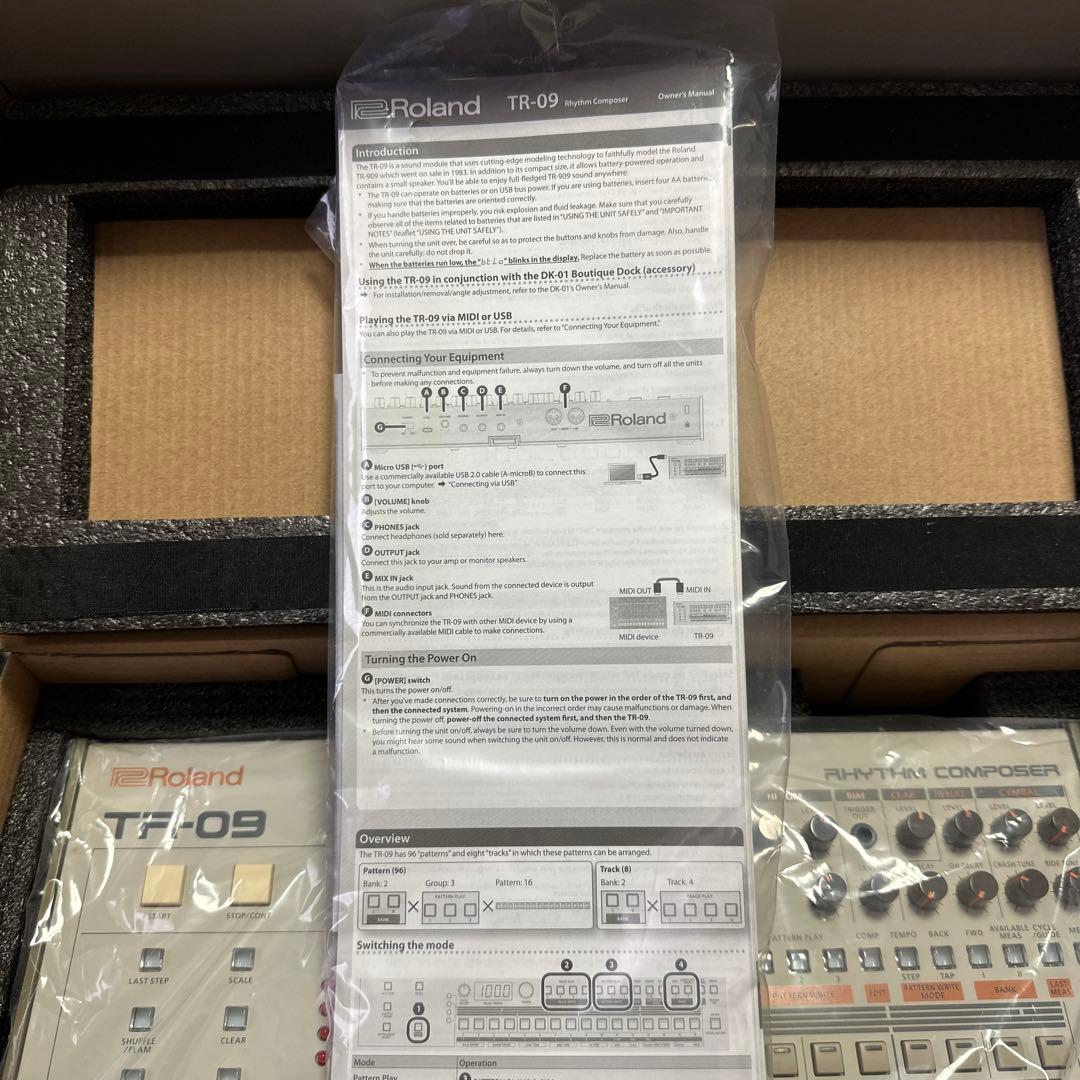 Roland TR-09 Rhythm Composer Owner's Manual
Introduction
The TR-09 is a sound module that uses cutting-edge modeling technology to faithfully model the Roland
TR-909 which went on sale in 1983. In addition to its compact size, it allows battery-powered operation and
contains a small speaker. You'll be able to enjoy full-fledged TR-909 sound anywhere.
* The TR-09 can operate on batteries or on USB bus power. If you are using batteries, insert four AA batteries,
making sure that the batteries are oriented correctly.
* If you handle batteries improperly, you risk explosion and fluid leakage. Make sure that you carefully
observe all of the items related to batteries that are listed in "USING THE UNIT SAFELY" and "IMPORTANT
NOTES" (leaflet "USING THE UNIT SAFELY").
* When turning the unit over, be careful so as to protect the buttons and knobs from damage. Also, handle
the unit carefully; do not drop it.
* When the batteries run low, the "btLo" blinks in the display. Replace the battery as soon as possible.
Using the TR-09 in conjunction with the DK-01 Boutique Dock (accessory)
➔ For installation/removal/angle adjustment, refer to the DK-01's Owner's Manual.
Playing the TR-09 via MIDI or USB
You can also play the TR-09 via MIDI or USB. For details, refer to "Connecting Your Equipment."
Connecting Your Equipment
* To prevent malfunction and equipment failure, always turn down the volume, and turn off all the units
before making any connections.
A B C D E F
G Roland
A Micro USB port
Use a commercially available USB 2.0 cable (A-microB) to connect this
port to your computer. ➔ "Connecting via USB"
B [VOLUME] knob
Adjusts the volume.
C PHONES jack
Connect headphones (sold separately) here.
D OUTPUT jack
Connect this jack to your amp or monitor speakers.
E MIX IN jack
This is the audio input jack. Sound from the connected device is output
from the OUTPUT jack and PHONES jack.
MIDI OUT MIDI IN
F MIDI connectors
You can synchronize the TR-09 with other MIDI device by using a
commercially available MIDI cable to make connections.
MIDI device TR-09
Turning the Power On
G [POWER] switch
This turns the power on/off.
* After you've made connections correctly, be sure to turn on the power in the order of the TR-09 first, and
then the connected system. Powering-on in the incorrect order may cause malfunctions or damage. When
turning the power off, power-off the connected system first, and then the TR-09.
* Before turning the unit on/off, always be sure to turn the volume down. Even with the volume turned down,
you might hear some sound when switching the unit on/off. However, this is normal and does not indicate
a malfunction.
Overview
The TR-09 has 96 "patterns" and eight "tracks" in which these patterns can be arranged.
Pattern (96) Track (8)
Bank: 2 Group: 3 Pattern: 16 Bank: 2 Track: 4
PATTERN PLAY TRACK PLAY
BANK BANK
Switching the mode
2 3 4
1
Mode Operation
Pattern Play
Roland
TR-09
START STOP/CONT
LAST STEP SCALE
SHUFFLE
/FLAM CLEAR
RHYTHM COMPOSER
RIM CLAP HI HAT CYMBAL
TRIGGER
OUT LEVEL LEVEL LEVEL LEVEL
OH DECAY CRASH TUNE RIDE TUNE
PATTERN PLAY COMP TEMPO BACK FWD AVAILABLE
MEAS CYCLE
/GUIDE
2 3 STEP TAP I II
PATTERN WRITE EDIT PATTERN WRITE
MODE BANK LAST
MEAS